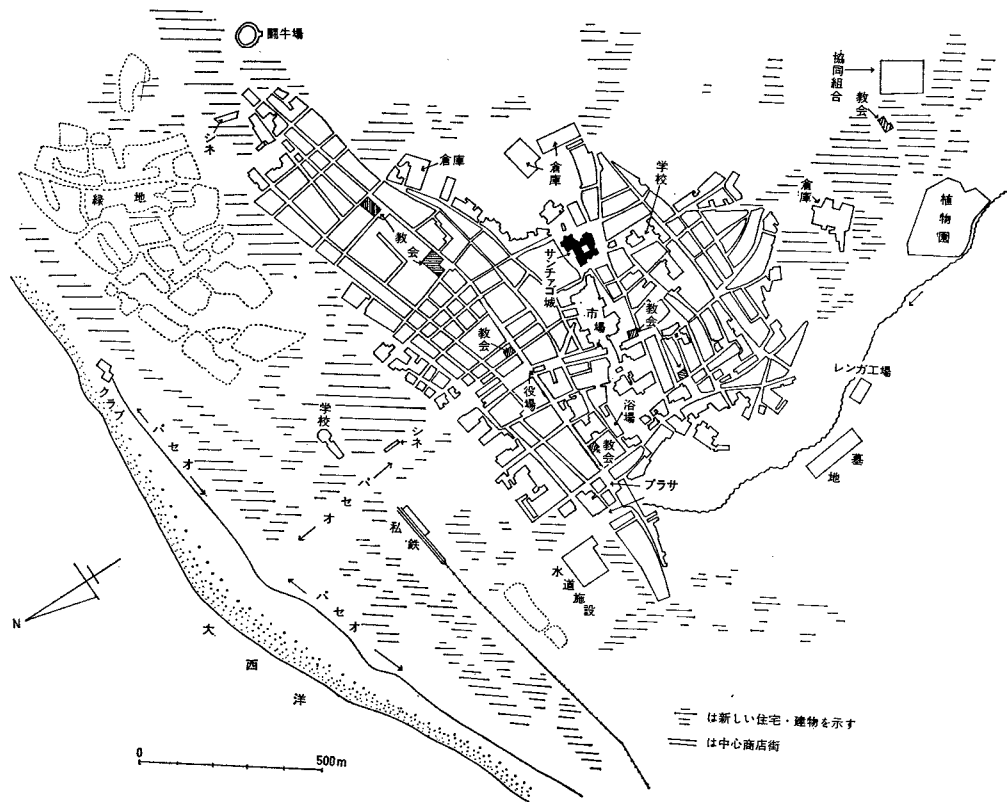 闘牛場
シネ
緑地
倉庫
倉庫
学校
協同組合
教会
倉庫
植物園
教会
サンチャゴ城
市場
教会
教会
役場
浴場
教会
レンガ工場
墓地
プラサ
クラブ
パセオ
学校
シネ
パセオ
私鉄
水道施設
パセオ
大西洋
N
0 500m
は新しい住宅・建物を示す
は中心商店街